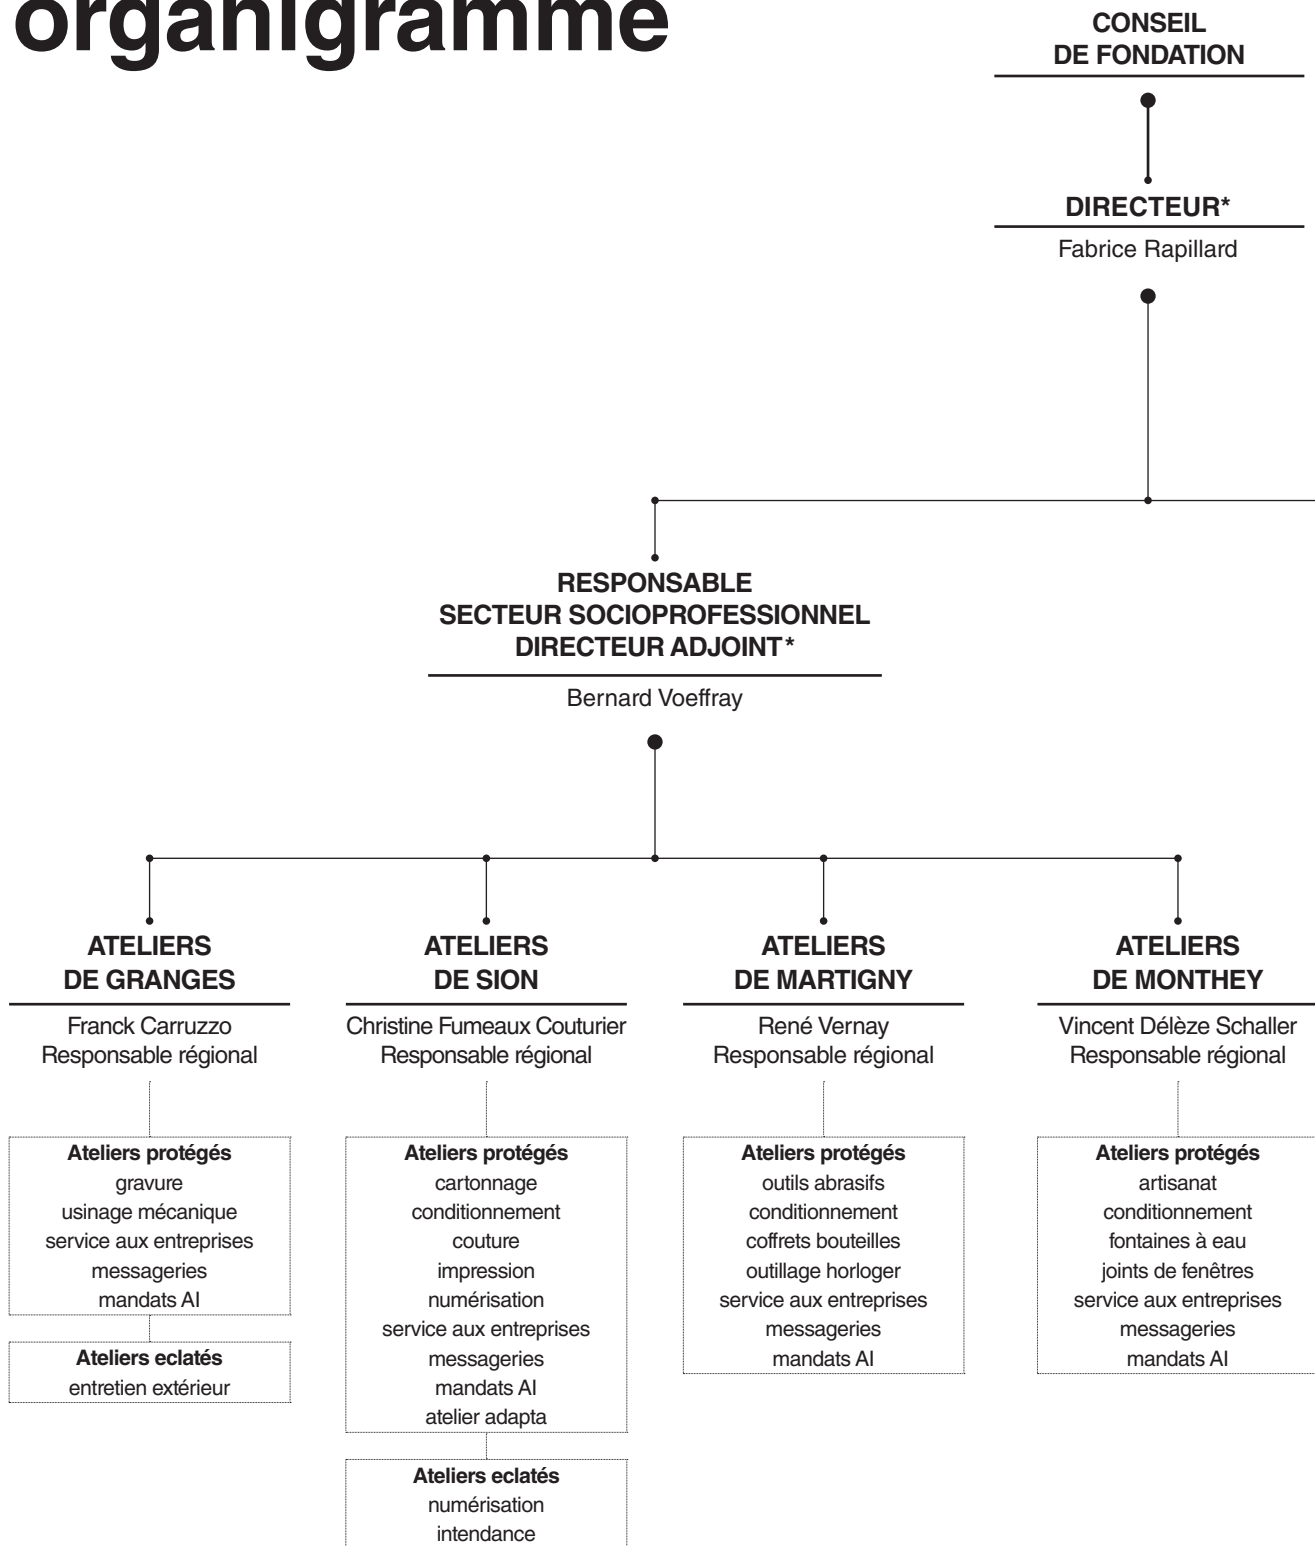 organigramme
CONSEIL
DE FONDATION
DIRECTEUR*
Fabrice Rapillard
RESPONSABLE
SECTEUR SOCIOPROFESSIONNEL
DIRECTEUR ADJOINT*
Bernard Voeffray
ATELIERS
DE GRANGES
Franck Carruzzo
Responsable régional
Ateliers protégés
gravure
usinage mécanique
service aux entreprises
messageries
mandats AI
Ateliers eclatés
entretien extérieur
ATELIERS
DE SION
Christine Fumeaux Couturier
Responsable régional
Ateliers protégés
cartonnage
conditionnement
couture
impression
numérisation
service aux entreprises
messageries
mandats AI
atelier adapta
Ateliers eclatés
numérisation
intendance
ATELIERS
DE MARTIGNY
René Vernay
Responsable régional
Ateliers protégés
outils abrasifs
conditionnement
coffrets bouteilles
outillage horloger
service aux entreprises
messageries
mandats AI
ATELIERS
DE MONTHEY
Vincent Délèze Schaller
Responsable régional
Ateliers protégés
artisanat
conditionnement
fontaines à eau
joints de fenêtres
service aux entreprises
messageries
mandats AI